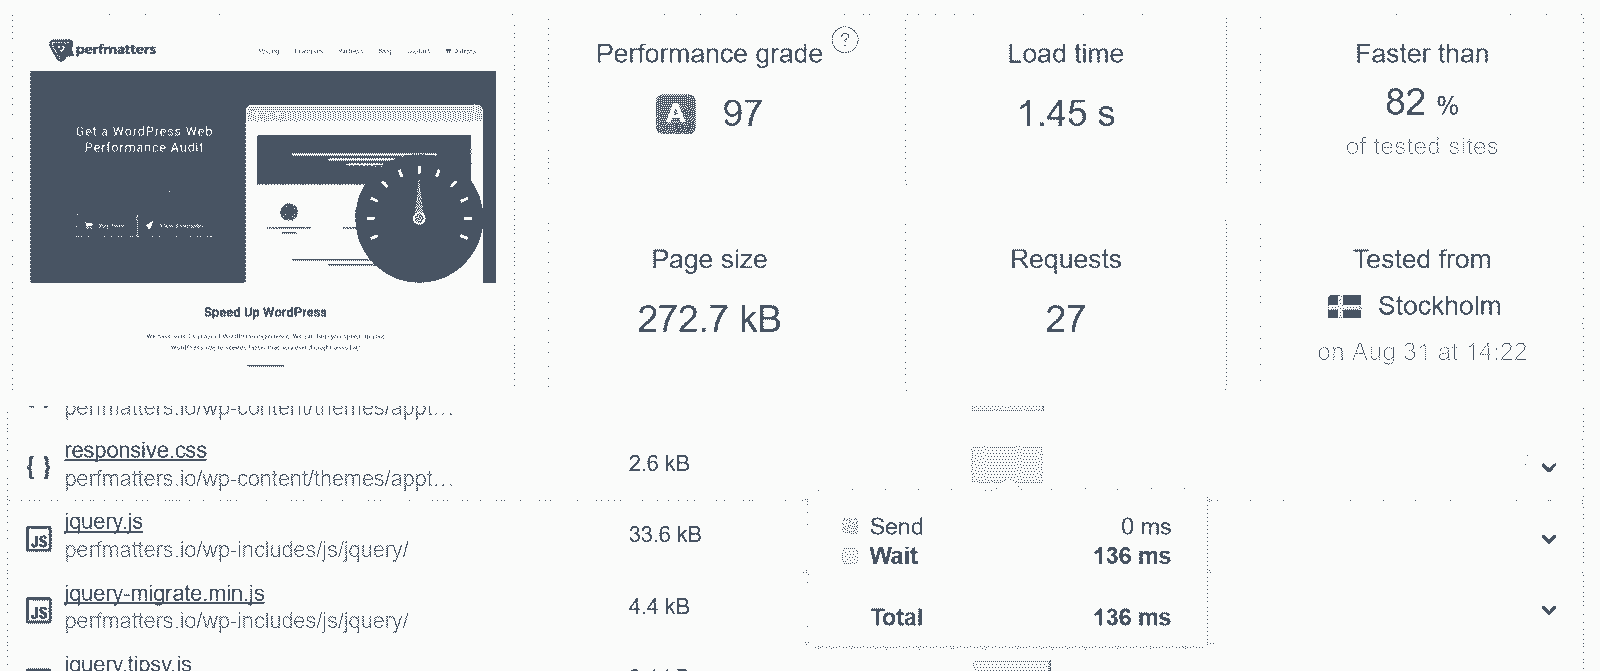 perfmatters
Get a WordPress Web
Performance Audit
Speed Up WordPress
Performance grade ?
A 97
Load time
1.45 s
Faster than
82 %
of tested sites
Page size
272.7 kB
Requests
27
Tested from
Stockholm
on Aug 31 at 14:22
perfmatters.io/wp-content/themes/appt...
{ } responsive.css
perfmatters.io/wp-content/themes/appt...
2.6 kB
JS jquery.js
perfmatters.io/wp-includes/js/jquery/
33.6 kB
Send 0 ms
Wait 136 ms
Total 136 ms
JS jquery-migrate.min.js
perfmatters.io/wp-includes/js/jquery/
4.4 kB
jquery.tipsy.js